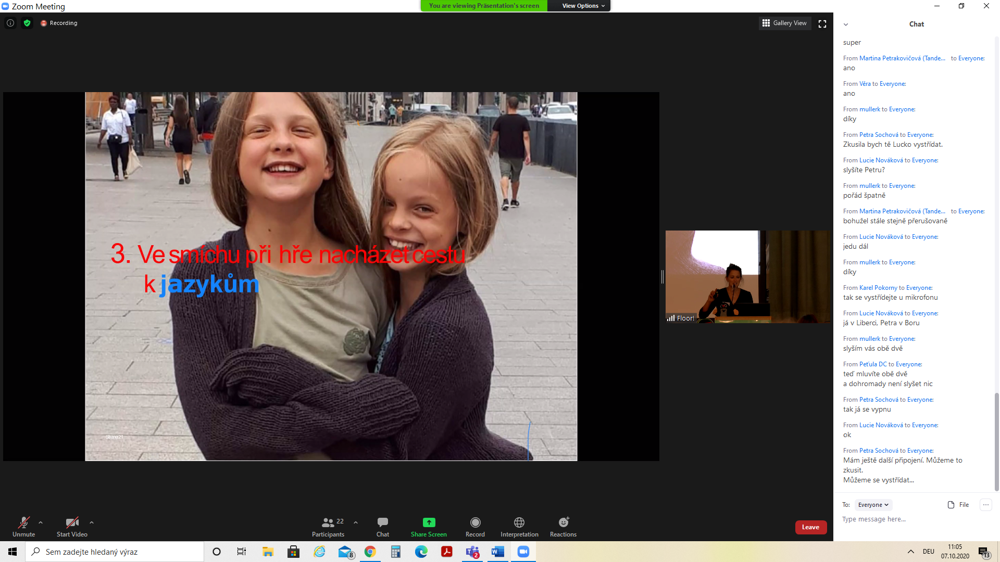 Zoom Meeting
You are viewing Präsentation's screen
View Options
Recording
Gallery View
3. Ve smíchu při hře nacházet cestu
k jazykům
Strana21
Floor!
Chat
super
From Martina Petrakovičová (Tande... to Everyone:
ano
From Věra to Everyone:
ano
From mullerk to Everyone:
díky
From Petra Sochová to Everyone:
Zkusila bych tě Lucko vystřídat.
From Lucie Nováková to Everyone:
slyšíte Petru?
From mullerk to Everyone:
pořád špatně
From Martina Petrakovičová (Tande... to Everyone:
bohužel stále stejně přerušovaně
From Lucie Nováková to Everyone:
jedu dál
From mullerk to Everyone:
díky
From Karel Pokorny to Everyone:
tak se vystřídejte u mikrofonu
From Lucie Nováková to Everyone:
já v Liberci, Petra v Boru
From mullerk to Everyone:
slyším vás obě dvě
From Peťula DC to Everyone:
teď mluvíte obě dvě
a dohromady není slyšet nic
From Petra Sochová to Everyone:
tak já se vypnu
From Lucie Nováková to Everyone:
ok
From Petra Sochová to Everyone:
Mám ještě další připojení. Můžeme to
zkusit.
Můžeme se vystřídat...
To: Everyone
File
Type message here...
Unmute
Start Video
22
Participants
Chat
Share Screen
Record
Interpretation
Reactions
Leave
Sem zadejte hledaný výraz
8
2
DEU
11:05
07.10.2020
13